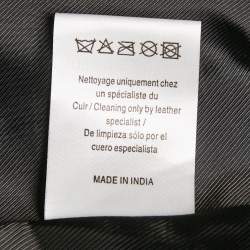 Nettoyage uniquement chez
un spécialiste du
Cuir / Cleaning only by leather
specialist /
De limpieza sólo por el
cuero especialista
MADE IN INDIA